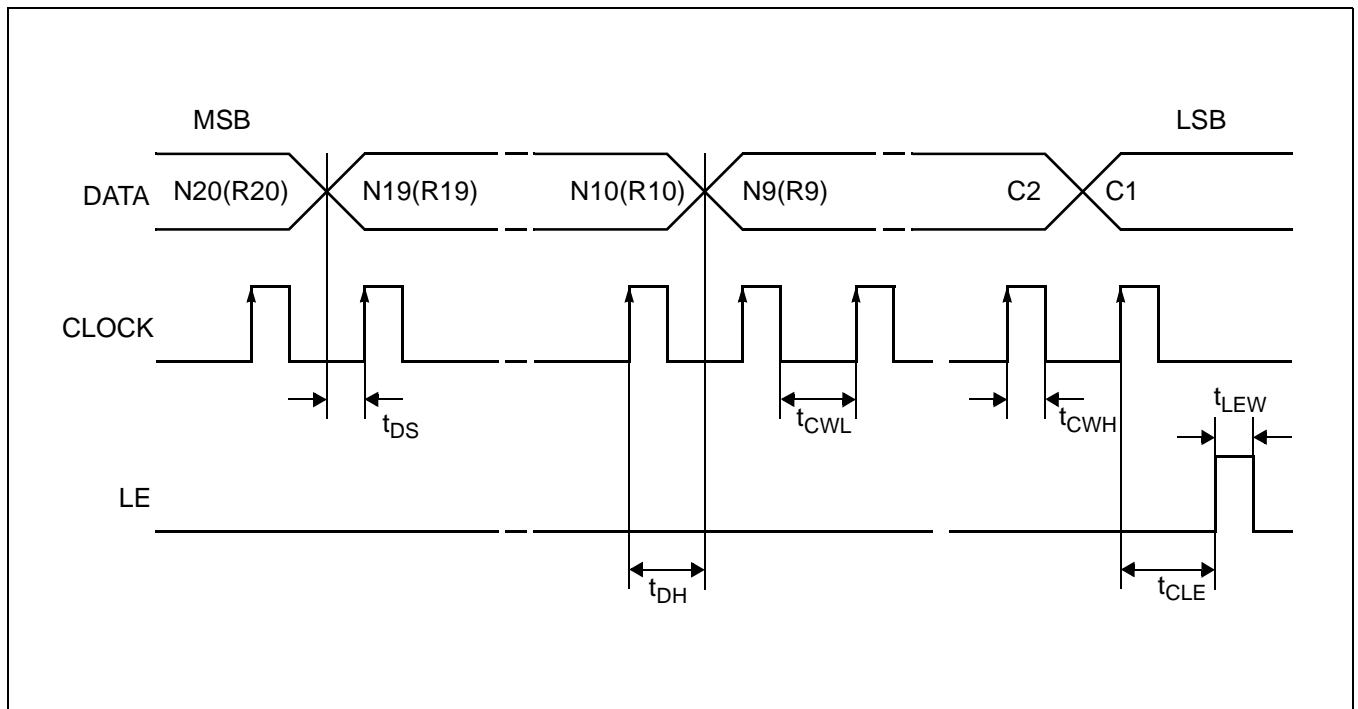 MSB
LSB
DATA
N20(R20)
N19(R19)
N10(R10)
N9(R9)
C2
C1
CLOCK
tDS
tCWL
tCWH
tLEW
LE
tDH
tCLE